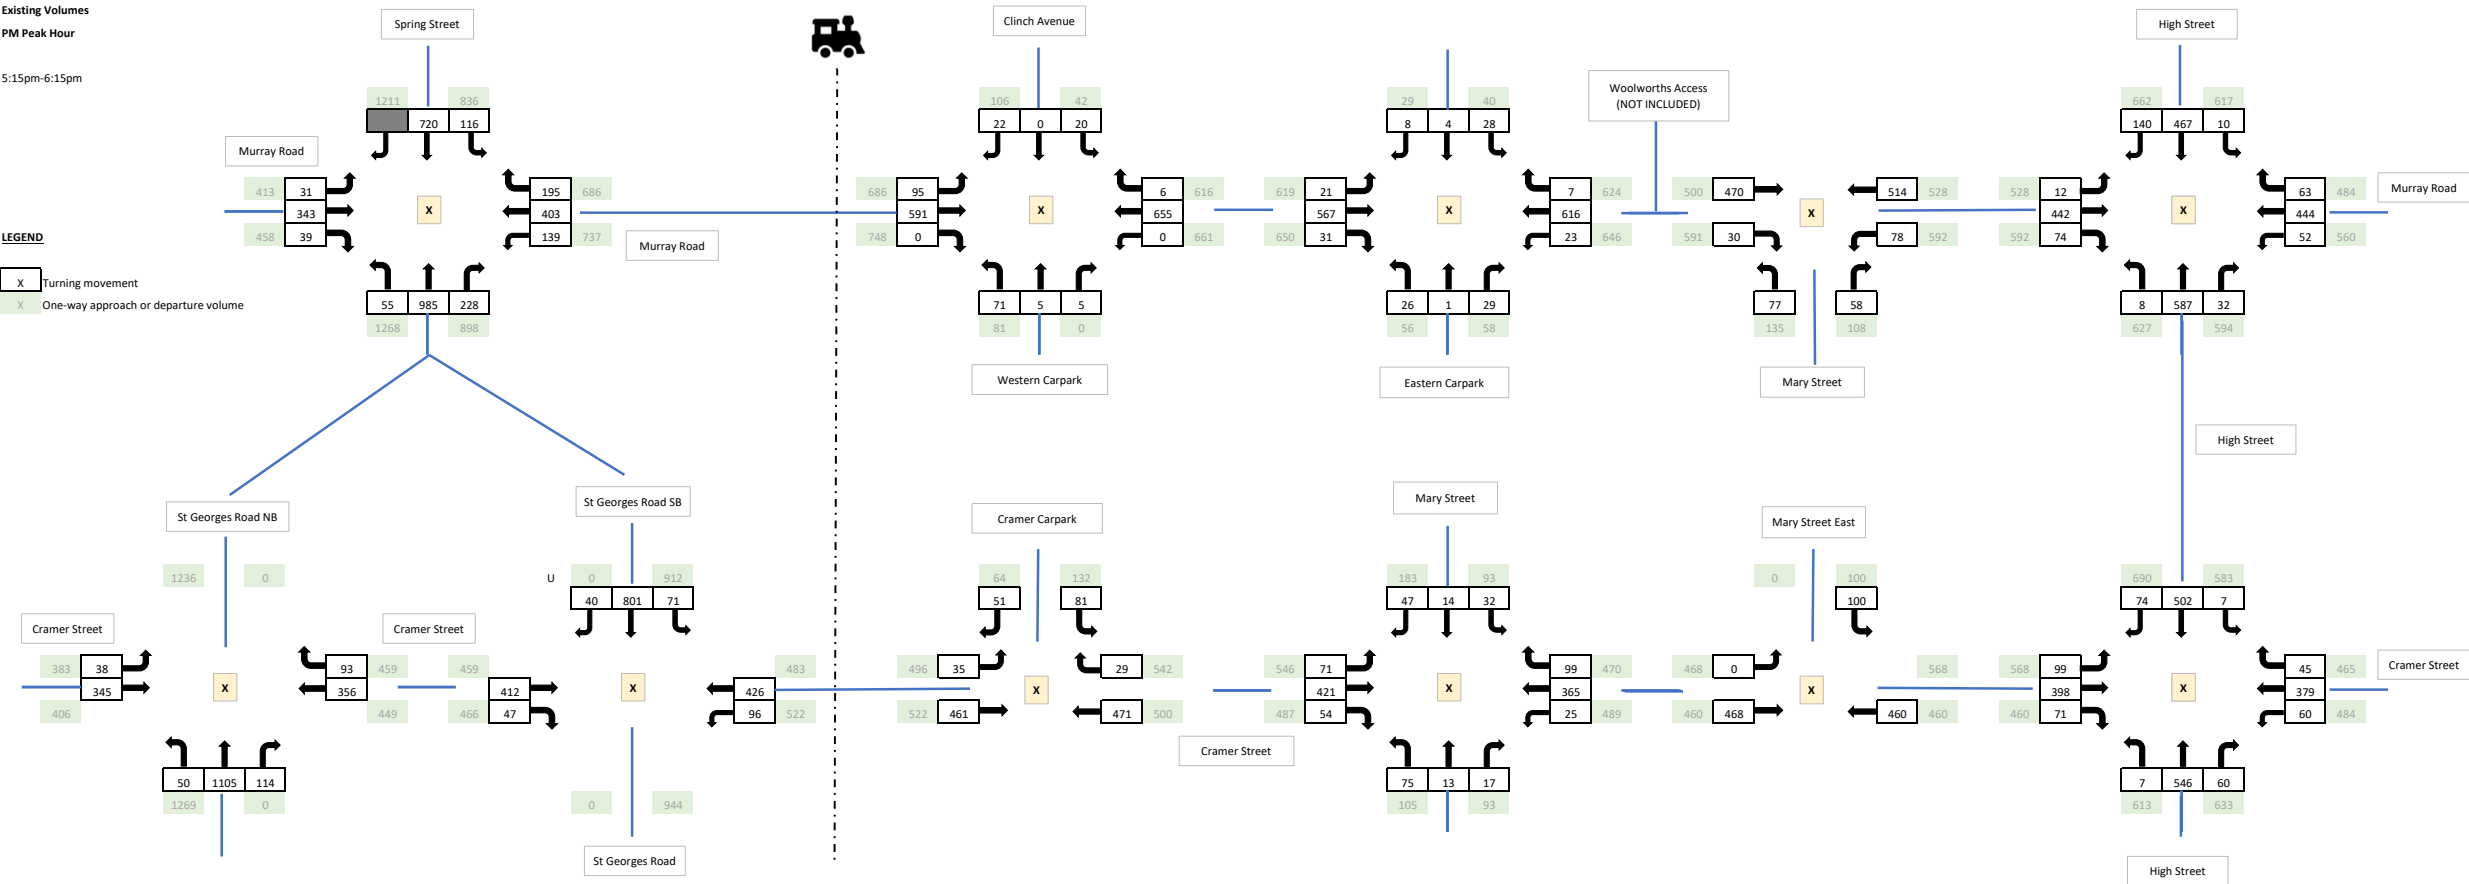 Existing Volumes
PM Peak Hour
5:15pm-6:15pm
Spring Street
Clinch Avenue
High Street
Woolworths Access
(NOT INCLUDED)
1211 836
106 42
29 40
662 617
720 116
22 0 20
8 4 28
140 467 10
Murray Road
413 31
195 686
686 95
6 616
619 21
7 624
500 470
514 528
528 12
63 484
Murray Road
343 X 403
591 X 655
567 X 616
X
442 X 444
458 39
139 737
748 0
0 661
650 31
23 646
591 30
78 592
592 74
52 560
Murray Road
LEGEND
X Turning movement
X One-way approach or departure volume
55 985 228
71 5 5
26 1 29
77 58
8 587 32
1268 898
81 0
56 58
135 108
627 594
Western Carpark
Eastern Carpark
Mary Street
High Street
St Georges Road NB
St Georges Road SB
Cramer Carpark
Mary Street
Mary Street East
1236 0
U 0 912
64 132
183 93
0 100
690 583
40 801 71
51 81
47 14 32
100
74 502 7
Cramer Street
Cramer Street
383 38
93 459
459
483
496 35
29 542
546 71
99 470
468 0
568
568 99
45 465
Cramer Street
345 X 356
412 X 426
X
421 X 365
X
398 X 379
406
449
466 47
96 522
522 461
471 500
487 54
25 489
460 468
460 460
460 71
60 484
Cramer Street
50 1105 114
75 13 17
7 546 60
1269 0
0 944
105 93
613 633
St Georges Road
High Street